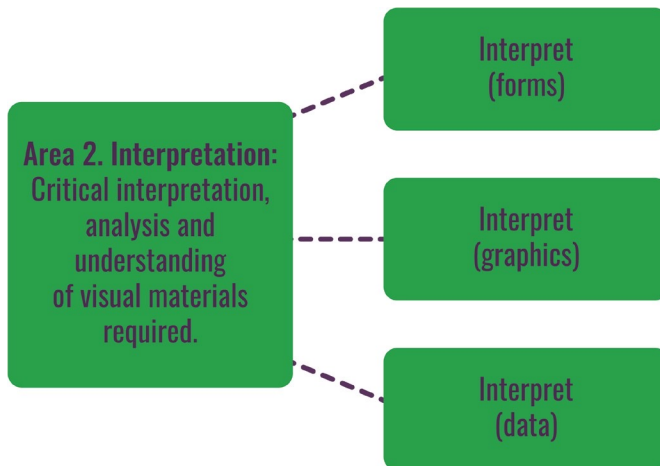 Area 2. Interpretation:
Critical interpretation,
analysis and
understanding
of visual materials
required.
Interpret
(forms)
Interpret
(graphics)
Interpret
(data)